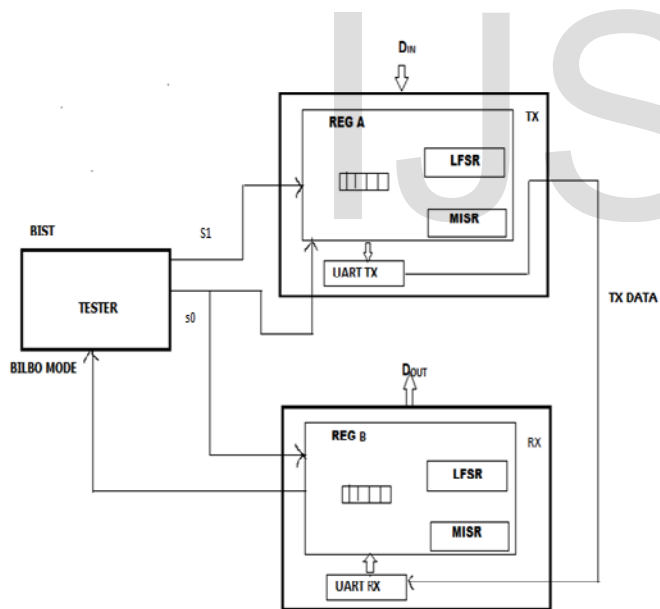 IJS
DIN
TX
REG A
LFSR
MISR
UART TX
S1
BIST
TESTER
s0
BILBO MODE
TX DATA
DOUT
REG B
RX
LFSR
MISR
UART RX